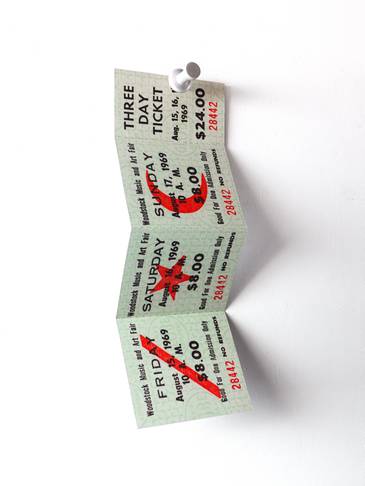 THREE
DAY
TICKET
Aug. 15, 16,
1969
$24.00
28442
Woodstock Music and Art Fair
SUNDAY
August 17, 1969
10 A. M.
$8.00
Good For One Admission Only
28442 NO REFUNDS
Woodstock Music and Art Fair
SATURDAY
August 16, 1969
10 A. M.
$8.00
Good For One Admission Only
28442 NO REFUNDS
Woodstock Music and Art Fair
FRIDAY
August 15, 1969
10 A. M.
$8.00
Good For One Admission Only
28442 NO REFUNDS